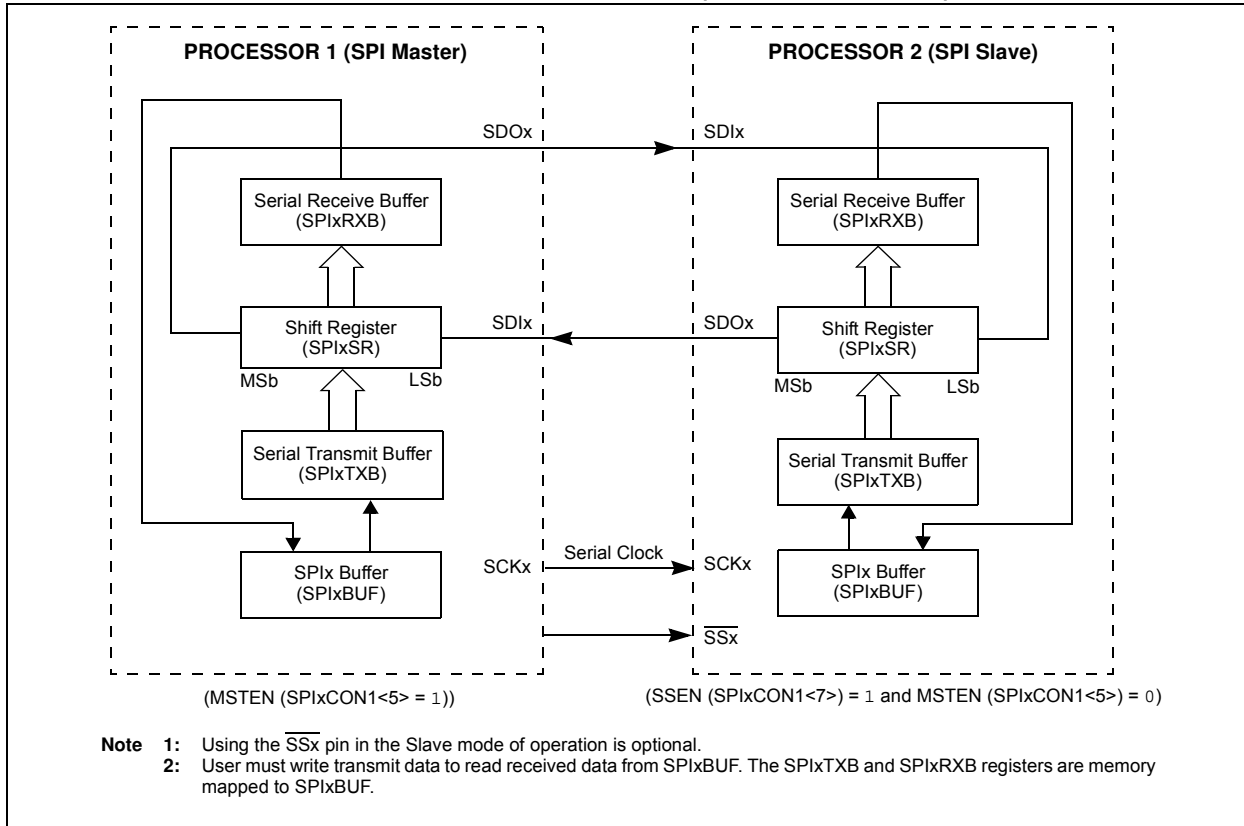 PROCESSOR 1 (SPI Master)
PROCESSOR 2 (SPI Slave)
SDOx
SDIx
Serial Receive Buffer
(SPIxRXB)
Serial Receive Buffer
(SPIxRXB)
Shift Register
(SPIxSR)
SDIx
SDOx
Shift Register
(SPIxSR)
MSb
LSb
MSb
LSb
Serial Transmit Buffer
(SPIxTXB)
Serial Transmit Buffer
(SPIxTXB)
SPIx Buffer
(SPIxBUF)
SCKx
Serial Clock
SCKx
SPIx Buffer
(SPIxBUF)
SSx
(MSTEN (SPIxCON1<5> = 1))
(SSEN (SPIxCON1<7>) = 1 and MSTEN (SPIxCON1<5>) = 0)
Note 1: Using the SSx pin in the Slave mode of operation is optional.
2: User must write transmit data to read received data from SPIxBUF. The SPIxTXB and SPIxRXB registers are memory
mapped to SPIxBUF.